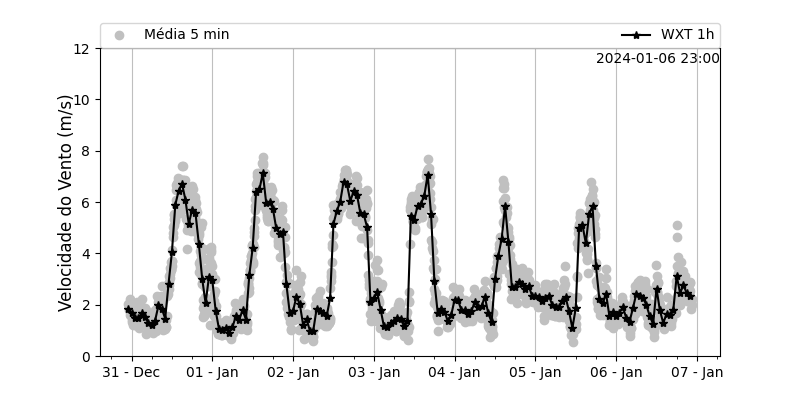 Média 5 min
WXT 1h
2024-01-06 23:00
Velocidade do Vento (m/s)
12
10
8
6
4
2
0
31 - Dec
01 - Jan
02 - Jan
03 - Jan
04 - Jan
05 - Jan
06 - Jan
07 - Jan